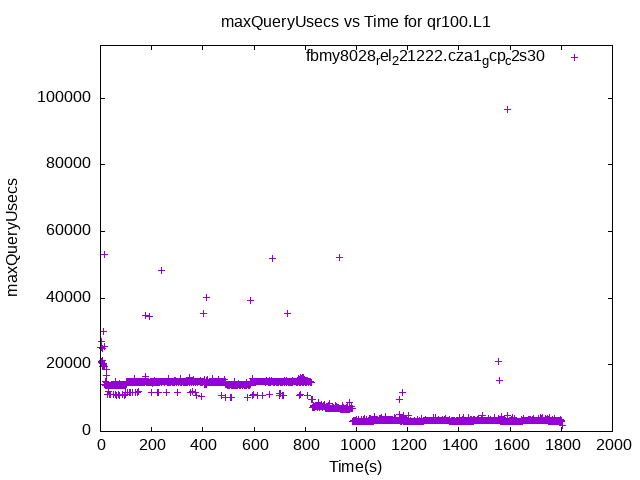 maxQueryUsecs vs Time for qr100.L1
fbmy8028rel221222.cza1gcpc2s30
maxQueryUsecs
100000
80000
60000
40000
20000
0
0 200 400 600 800 1000 1200 1400 1600 1800 2000
Time(s)